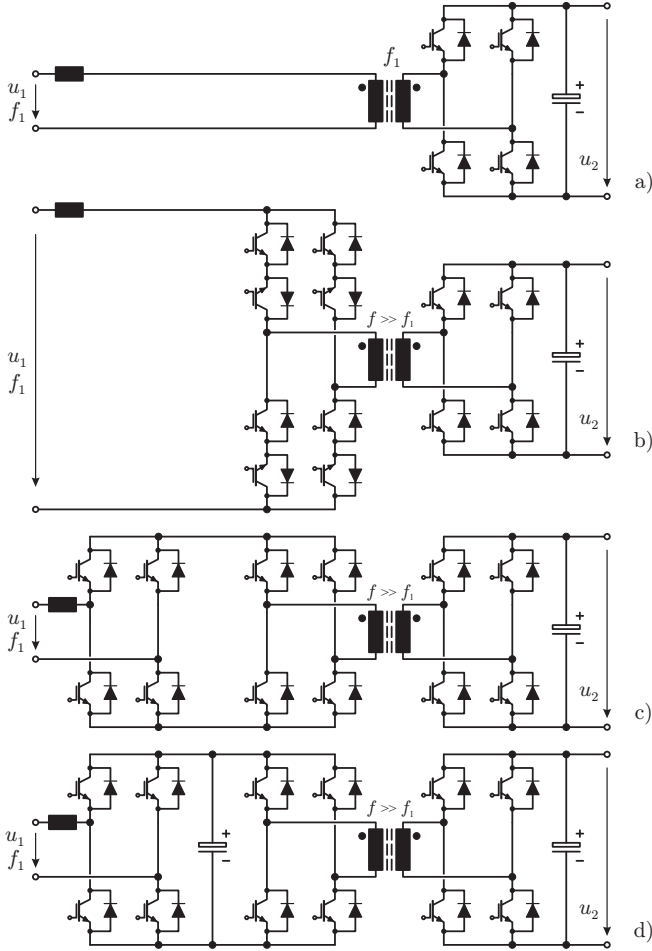 f₁
u₁
f₁
+
−
u₂
a)
f >> f₁
u₁
f₁
+
−
u₂
b)
f >> f₁
u₁
f₁
+
−
u₂
c)
f >> f₁
u₁
f₁
+
−
+
−
u₂
d)